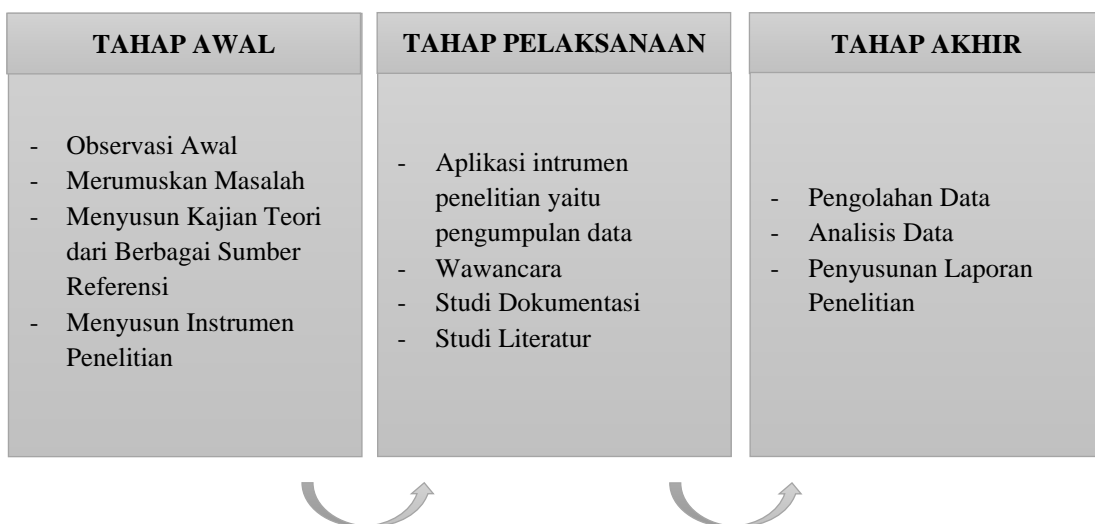 TAHAP AWAL
- Observasi Awal
- Merumuskan Masalah
- Menyusun Kajian Teori
dari Berbagai Sumber
Referensi
- Menyusun Instrumen
Penelitian
TAHAP PELAKSANAAN
- Aplikasi intrumen
penelitian yaitu
pengumpulan data
- Wawancara
- Studi Dokumentasi
- Studi Literatur
TAHAP AKHIR
- Pengolahan Data
- Analisis Data
- Penyusunan Laporan
Penelitian